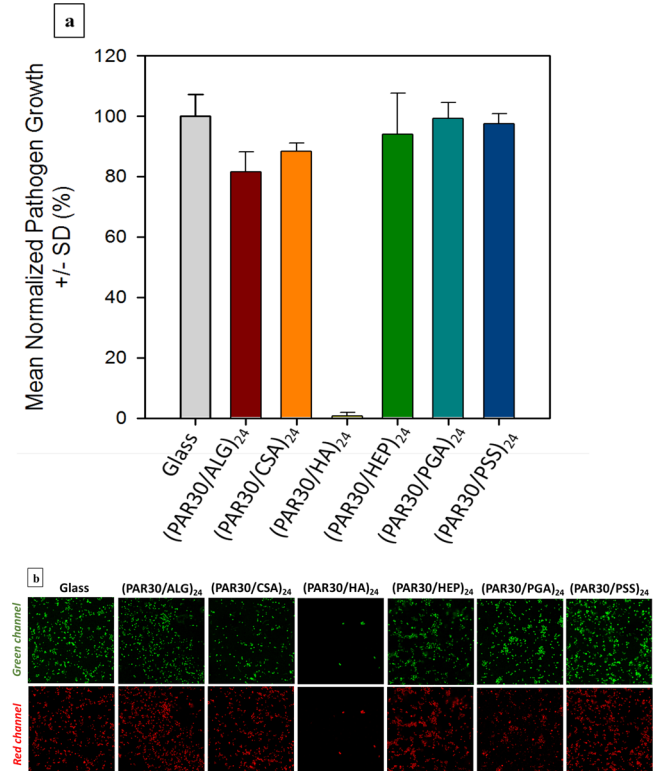 a
Mean Normalized Pathogen Growth
+/- SD (%)
120
100
80
60
40
20
0
Glass
(PAR30/ALG)24
(PAR30/CSA)24
(PAR30/HA)24
(PAR30/HEP)24
(PAR30/PGA)24
(PAR30/PSS)24
b
Glass (PAR30/ALG)24 (PAR30/CSA)24 (PAR30/HA)24 (PAR30/HEP)24 (PAR30/PGA)24 (PAR30/PSS)24
Green channel
Red channel